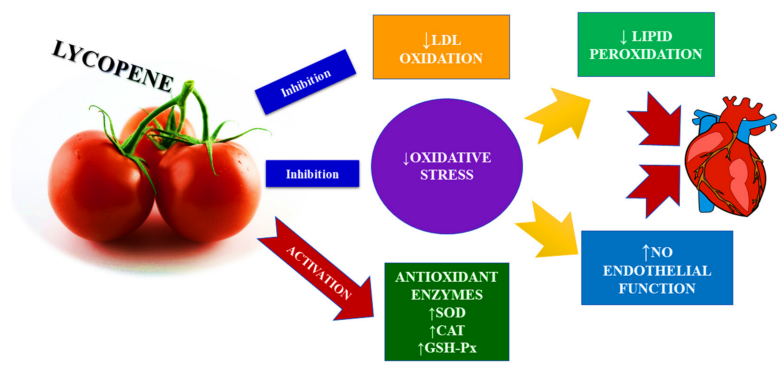 LYCOPENE
Inhibition
↓LDL
OXIDATION
↓ LIPID
PEROXIDATION
Inhibition
↓OXIDATIVE
STRESS
ACTIVATION
ANTIOXIDANT
ENZYMES
↑SOD
↑CAT
↑GSH-Px
↑NO
ENDOTHELIAL
FUNCTION